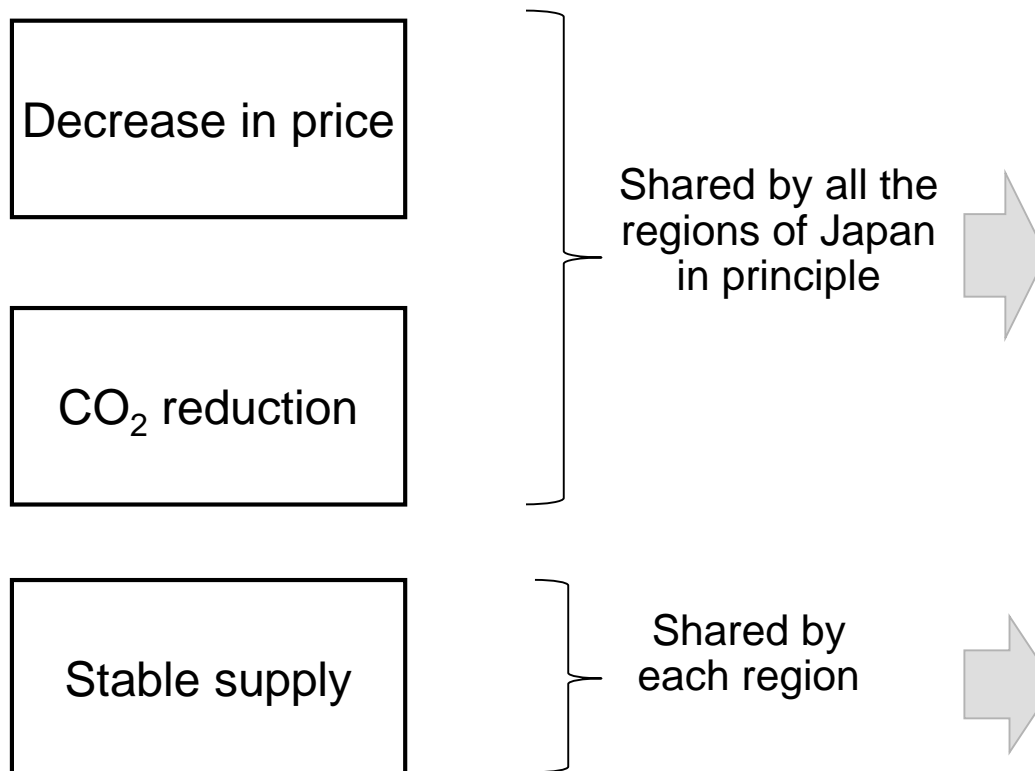 Decrease in price
CO₂ reduction
Shared by all the
regions of Japan
in principle
Stable supply
Shared by
each region